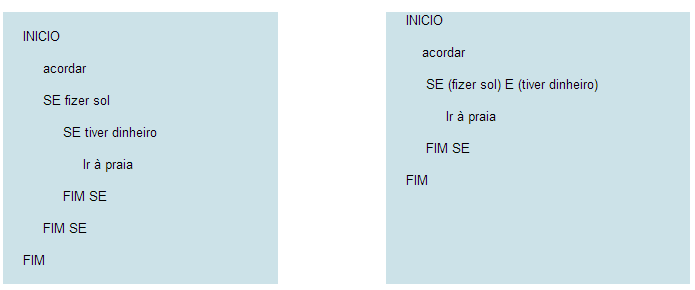 INICIO
acordar
SE fizer sol
SE tiver dinheiro
Ir à praia
FIM SE
FIM SE
FIM
INICIO
acordar
SE (fizer sol) E (tiver dinheiro)
Ir à praia
FIM SE
FIM